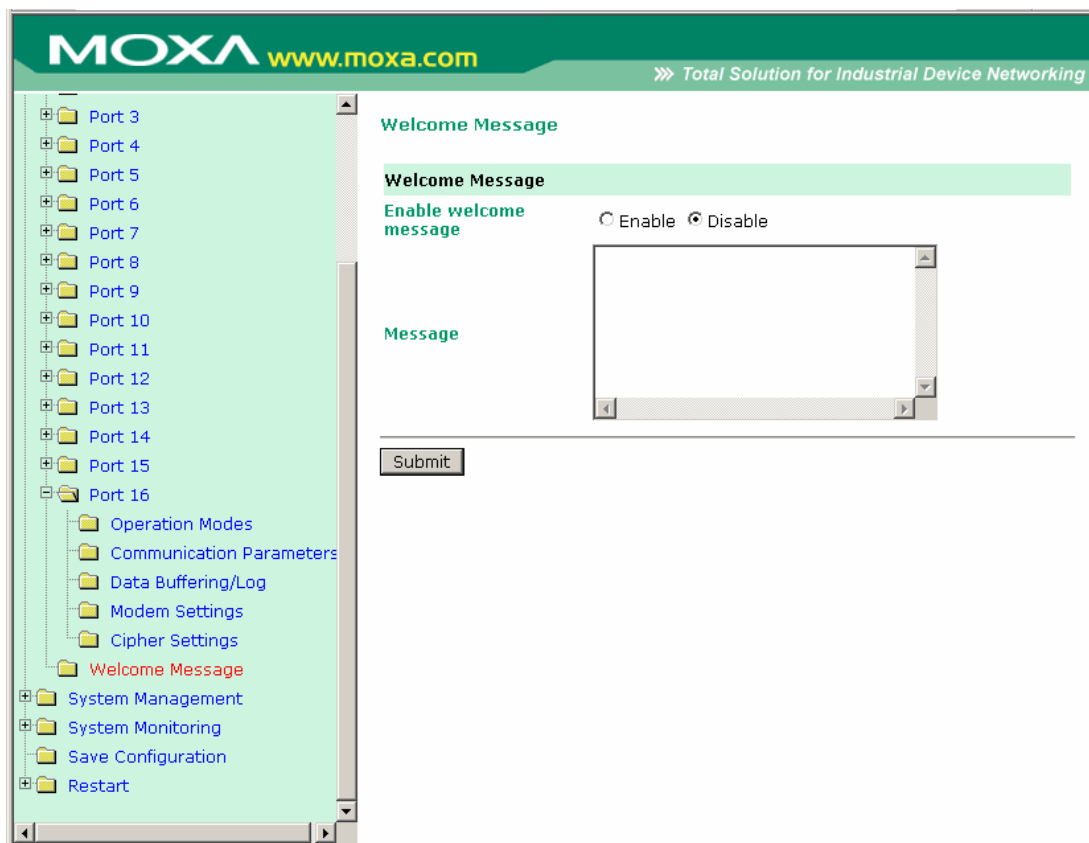 MOXA www.moxa.com
Total Solution for Industrial Device Networking
Port 3
Port 4
Port 5
Port 6
Port 7
Port 8
Port 9
Port 10
Port 11
Port 12
Port 13
Port 14
Port 15
Port 16
Operation Modes
Communication Parameters
Data Buffering/Log
Modem Settings
Cipher Settings
Welcome Message
System Management
System Monitoring
Save Configuration
Restart
Welcome Message
Welcome Message
Enable welcome
message
Enable Disable
Message
Submit